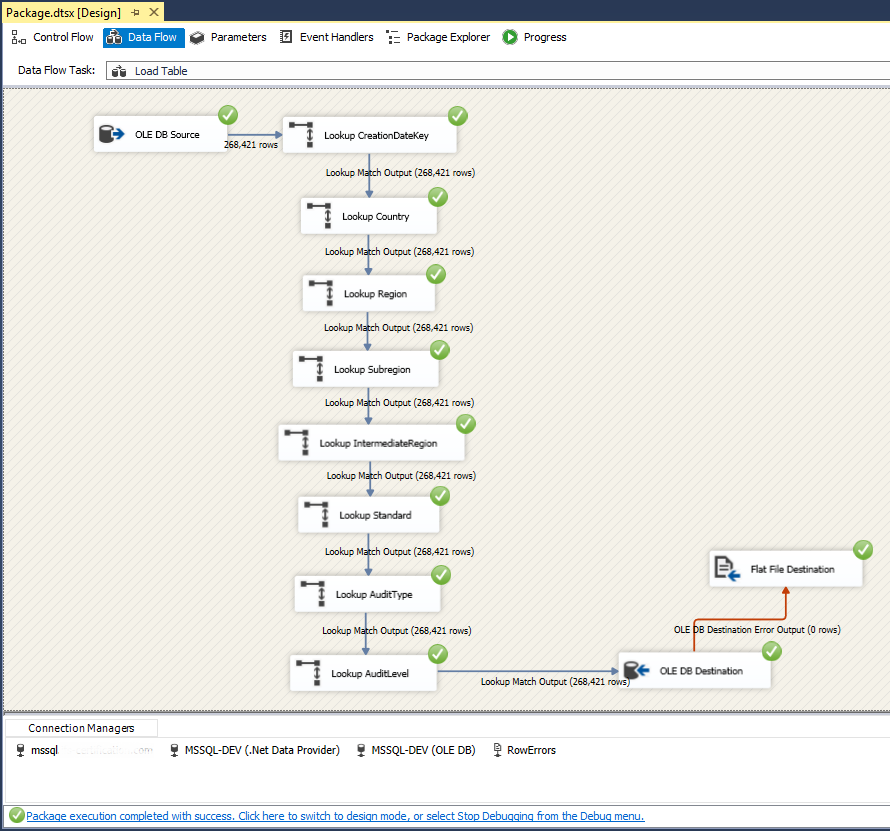 Package.dtsx [Design]
Control Flow Data Flow Parameters Event Handlers Package Explorer Progress
Data Flow Task: Load Table
OLE DB Source
268,421 rows
Lookup CreationDateKey
Lookup Match Output (268,421 rows)
Lookup Country
Lookup Match Output (268,421 rows)
Lookup Region
Lookup Match Output (268,421 rows)
Lookup Subregion
Lookup Match Output (268,421 rows)
Lookup IntermediateRegion
Lookup Match Output (268,421 rows)
Lookup Standard
Lookup Match Output (268,421 rows)
Lookup AuditType
Lookup Match Output (268,421 rows)
Lookup AuditLevel
Lookup Match Output (268,421 rows)
OLE DB Destination
OLE DB Destination Error Output (0 rows)
Flat File Destination
Connection Managers
mssql MSSQL-DEV (.Net Data Provider) MSSQL-DEV (OLE DB) RowErrors
Package execution completed with success. Click here to switch to design mode, or select Stop Debugging from the Debug menu.